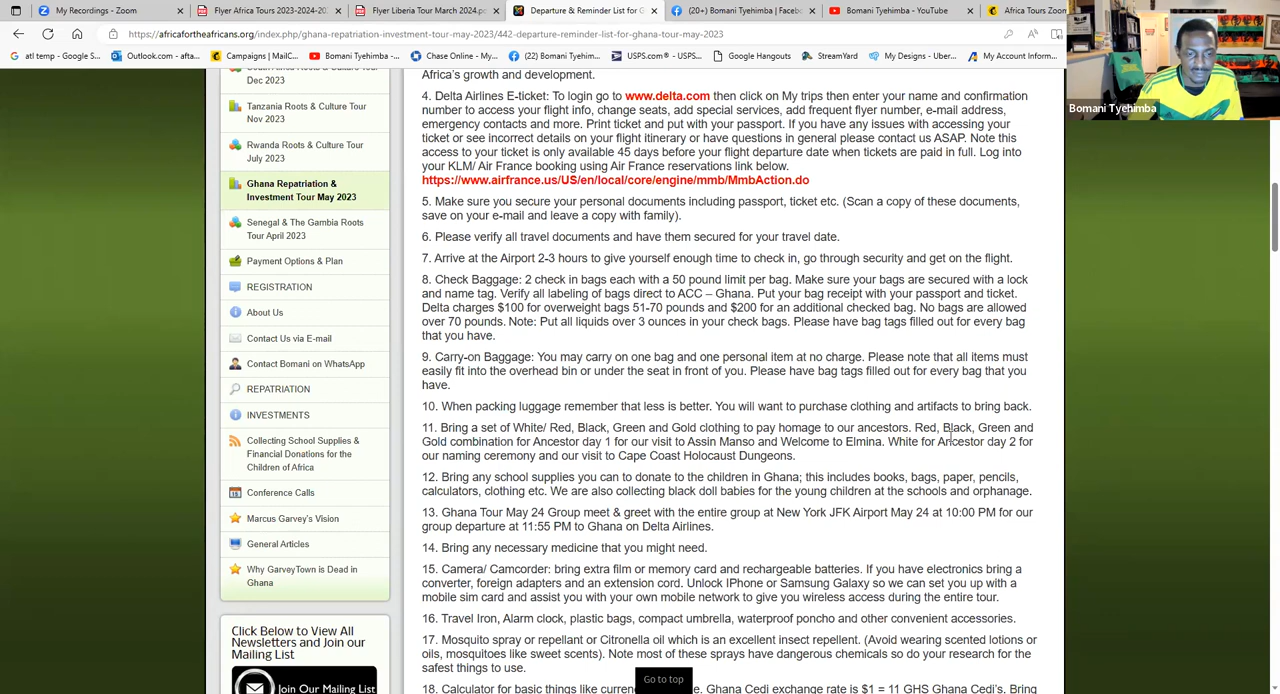 My Recordings - Zoom
Flyer Africa Tours 2023-2024-202
Flyer Liberia Tour March 2024.p
Departure & Reminder List for G
(20+) Bomani Tyehimba | Faceb
Bomani Tyehimba - YouTube
Africa Tours Zoom
https://africafortheafricans.org/index.php/ghana-repatriation-investment-tour-may-2023/442-departure-reminder-list-for-ghana-tour-may-2023
atl temp - Google S...
Outlook.com - afta...
Campaigns | Mailc...
Bomani Tyehimba -...
Chase Online - My...
(22) Bomani Tyehim...
USPS.com® - USPS...
Google Hangouts
StreamYard
My Designs - Uber...
My Account Inform...
Bomani Tyehimba
Dec 2023
Tanzania Roots & Culture Tour
Nov 2023
Rwanda Roots & Culture Tour
July 2023
Ghana Repatriation &
Investment Tour May 2023
Senegal & The Gambia Roots
Tour April 2023
Payment Options & Plan
REGISTRATION
About Us
Contact Us via E-mail
Contact Bomani on WhatsApp
REPATRIATION
INVESTMENTS
Collecting School Supplies &
Financial Donations for the
Children of Africa
Conference Calls
Marcus Garvey's Vision
General Articles
Why GarveyTown is Dead in
Ghana
Click Below to View All
Newsletters and Join our
Mailing List
Join Our Mailing List
Africa's growth and development.
4. Delta Airlines E-ticket: To login go to www.delta.com then click on My trips then enter your name and confirmation
number to access your flight info, change seats, add special services, add frequent flyer number, e-mail address,
emergency contacts and more. Print ticket and put with your passport. If you have any issues with accessing your
ticket or see incorrect details on your flight itinerary or have questions in general please contact us ASAP. Note this
access to your ticket is only available 45 days before your flight departure date when tickets are paid in full. Log into
your KLM/ Air France booking using Air France reservations link below.
https://www.airfrance.us/US/en/local/core/engine/mmb/MmbAction.do
5. Make sure you secure your personal documents including passport, ticket etc. (Scan a copy of these documents,
save on your e-mail and leave a copy with family).
6. Please verify all travel documents and have them secured for your travel date.
7. Arrive at the Airport 2-3 hours to give yourself enough time to check in, go through security and get on the flight.
8. Check Baggage: 2 check in bags each with a 50 pound limit per bag. Make sure your bags are secured with a lock
and name tag. Verify all labeling of bags direct to ACC – Ghana. Put your bag receipt with your passport and ticket.
Delta charges $100 for overweight bags 51-70 pounds and $200 for an additional checked bag. No bags are allowed
over 70 pounds. Note: Put all liquids over 3 ounces in your check bags. Please have bag tags filled out for every bag
that you have.
9. Carry-on Baggage: You may carry on one bag and one personal item at no charge. Please note that all items must
easily fit into the overhead bin or under the seat in front of you. Please have bag tags filled out for every bag that you
have.
10. When packing luggage remember that less is better. You will want to purchase clothing and artifacts to bring back.
11. Bring a set of White/ Red, Black, Green and Gold clothing to pay homage to our ancestors. Red, Black, Green and
Gold combination for Ancestor day 1 for our visit to Assin Manso and Welcome to Elmina. White for Ancestor day 2 for
our naming ceremony and our visit to Cape Coast Holocaust Dungeons.
12. Bring any school supplies you can to donate to the children in Ghana; this includes books, bags, paper, pencils,
calculators, clothing etc. We are also collecting black doll babies for the young children at the schools and orphanage.
13. Ghana Tour May 24 Group meet & greet with the entire group at New York JFK Airport May 24 at 10:00 PM for our
group departure at 11:55 PM to Ghana on Delta Airlines.
14. Bring any necessary medicine that you might need.
15. Camera/ Camcorder: bring extra film or memory card and rechargeable batteries. If you have electronics bring a
converter, foreign adapters and an extension cord. Unlock IPhone or Samsung Galaxy so we can set you up with a
mobile sim card and assist you with your own mobile network to give you wireless access during the entire tour.
16. Travel Iron, Alarm clock, plastic bags, compact umbrella, waterproof poncho and other convenient accessories.
17. Mosquito spray or repellant or Citronella oil which is an excellent insect repellent. (Avoid wearing scented lotions or
oils, mosquitoes like sweet scents). Note most of these sprays have dangerous chemicals so do your research for the
safest things to use.
Go to top
18. Calculator for basic things like curren e. Ghana Cedi exchange rate is $1 = 11 GHS Ghana Cedi's. Bring